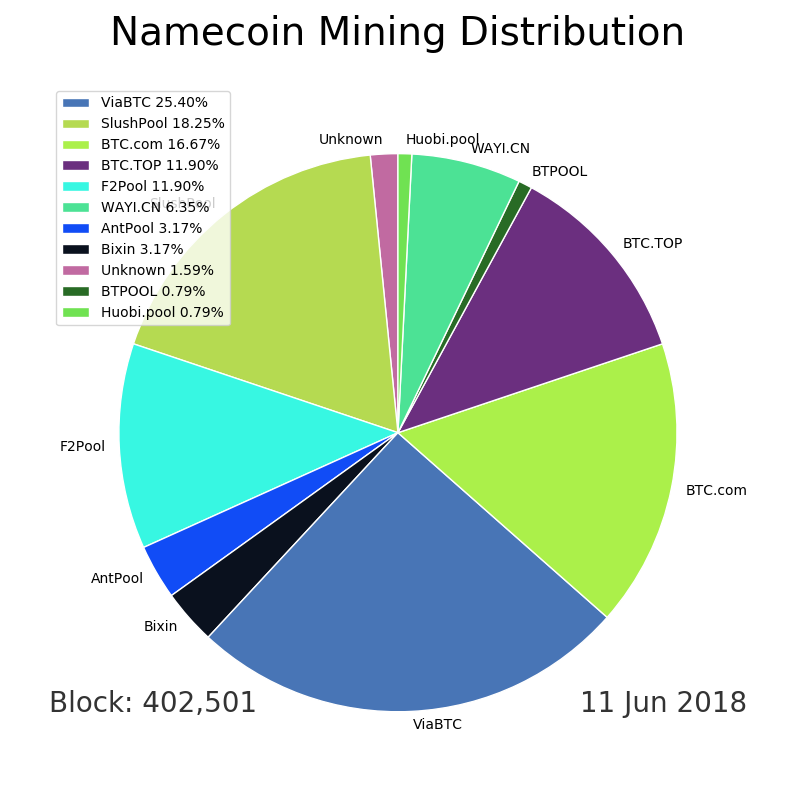 Namecoin Mining Distribution
ViaBTC 25.40%
SlushPool 18.25%
BTC.com 16.67%
BTC.TOP 11.90%
F2Pool 11.90%
WAYI.CN 6.35%
AntPool 3.17%
Bixin 3.17%
Unknown 1.59%
BTPOOL 0.79%
Huobi.pool 0.79%
Unknown
Huobi.pool
WAYI.CN
BTPOOL
SlushPool
BTC.TOP
F2Pool
BTC.com
AntPool
Bixin
ViaBTC
Block: 402,501
11 Jun 2018